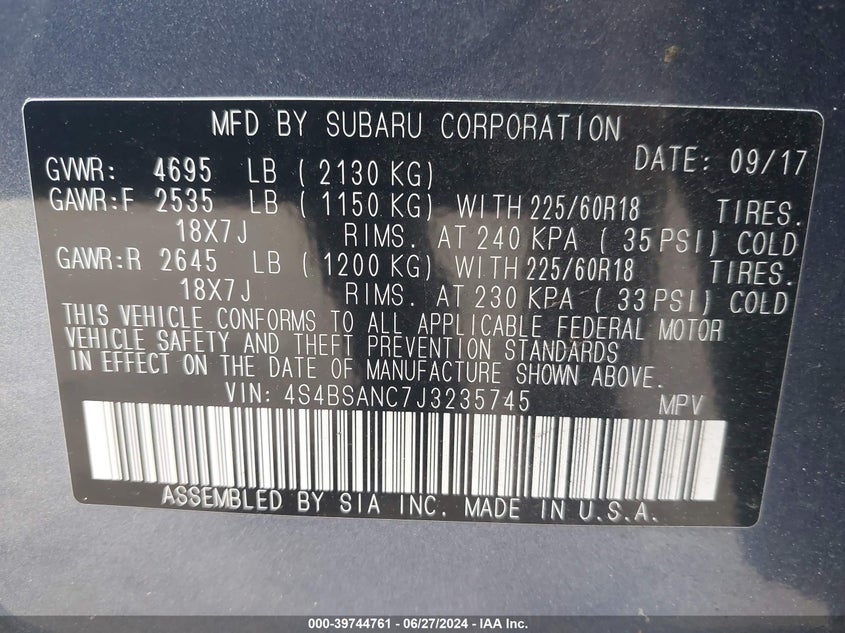 MFD BY SUBARU CORPORATION
DATE: 09/17
GVWR: 4695 LB ( 2130 KG)
GAWR:F 2535 LB ( 1150 KG) WITH 225/60R18 TIRES.
18X7J RIMS. AT 240 KPA ( 35 PSI) COLD
GAWR:R 2645 LB ( 1200 KG) WITH 225/60R18 TIRES.
18X7J RIMS. AT 230 KPA ( 33 PSI) COLD
THIS VEHICLE CONFORMS TO ALL APPLICABLE FEDERAL MOTOR
VEHICLE SAFETY AND THEFT PREVENTION STANDARDS
IN EFFECT ON THE DATE OF MANUFACTURE SHOWN ABOVE.
VIN: 4S4BSANC7J3235745 MPV
ASSEMBLED BY SIA INC. MADE IN U.S.A.
000-39744761 - 06/27/2024 - IAA Inc.